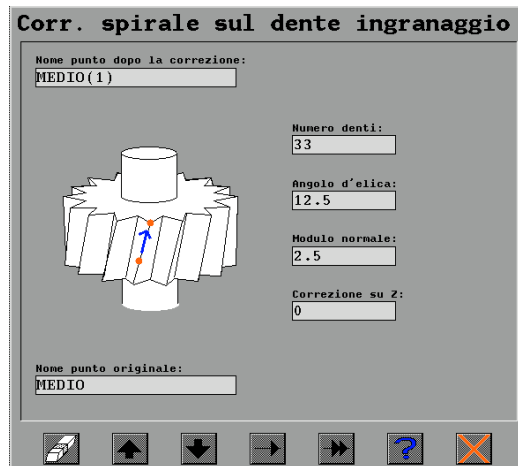 Corr. spirale sul dente ingranaggio
Nome punto dopo la correzione:
MEDIO(1)
Numero denti:
33
Angolo d'elica:
12.5
Modulo normale:
2.5
Correzione su Z:
0
Nome punto originale:
MEDIO
?